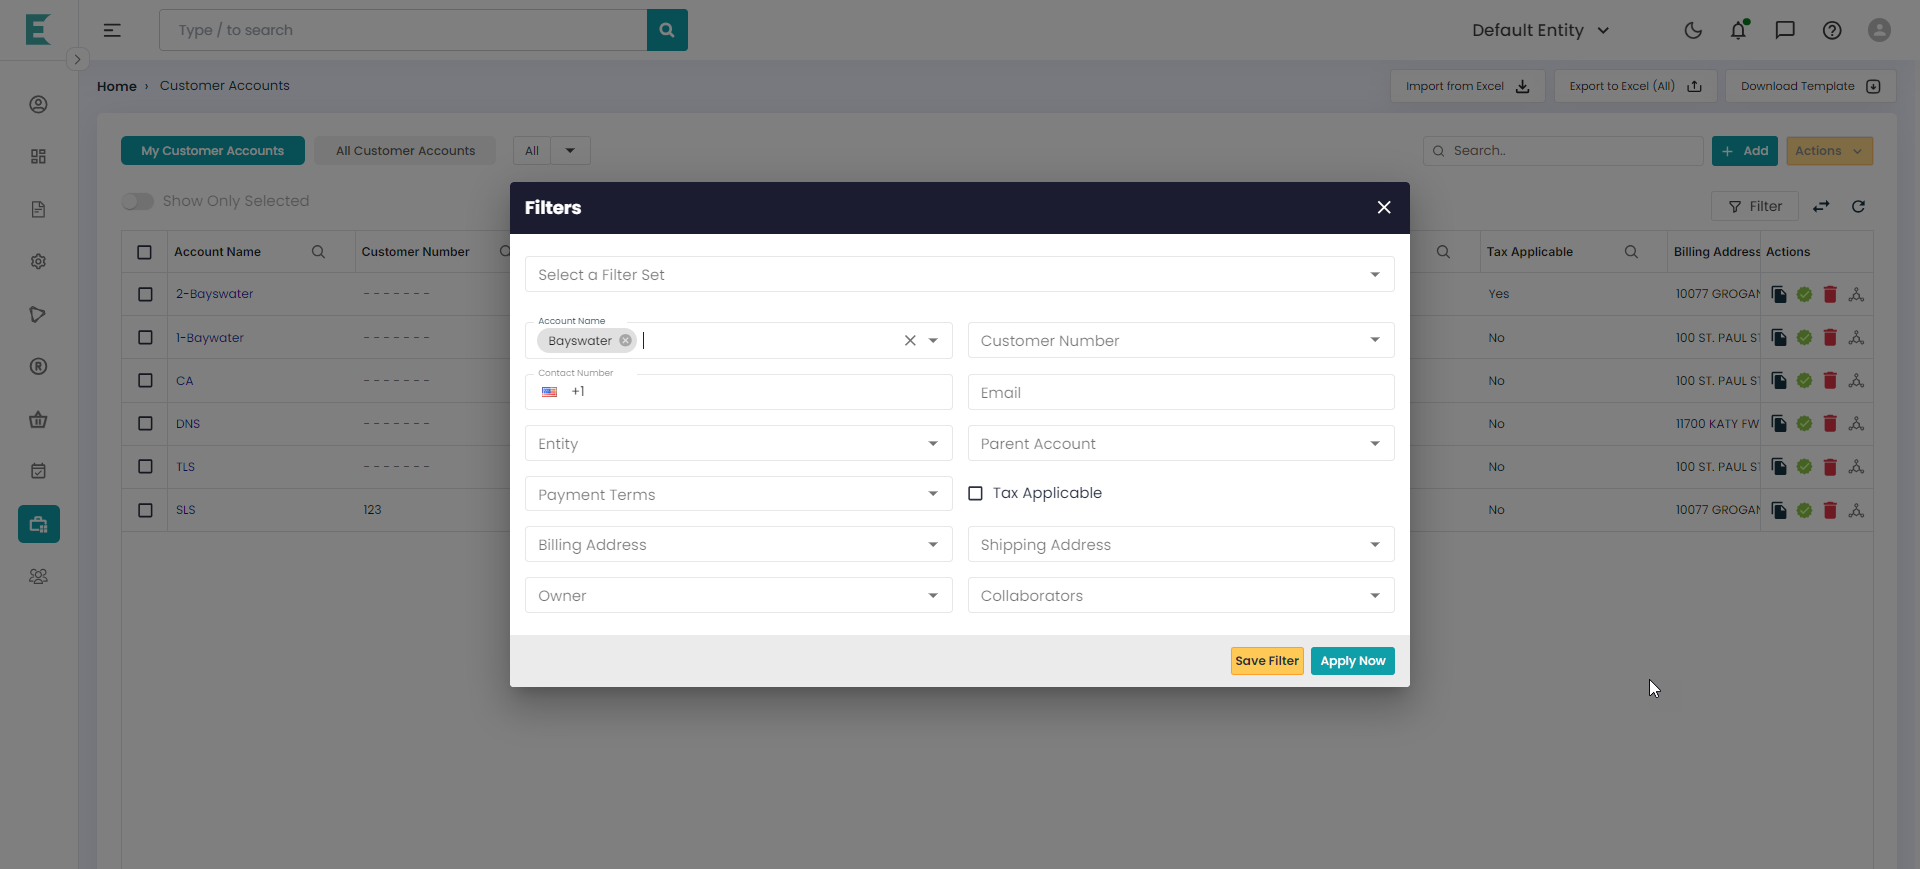 Type / to search
Default Entity
Home › Customer Accounts
Import from Excel
Export to Excel (All)
Download Template
My Customer Accounts
All Customer Accounts
All
Search..
+ Add
Actions
Show Only Selected
Filter
Account Name
Customer Number
Tax Applicable
Billing Address
Actions
2-Bayswater
- - - - - - -
Yes
10077 GROGAN
1-Baywater
- - - - - - -
No
100 ST. PAUL ST
CA
- - - - - - -
No
100 ST. PAUL ST
DNS
- - - - - - -
No
11700 KATY FW
TLS
- - - - - - -
No
100 ST. PAUL ST
SLS
123
No
10077 GROGAN
Filters
Select a Filter Set
Account Name
Bayswater
Customer Number
Contact Number
+1
Email
Entity
Parent Account
Payment Terms
Tax Applicable
Billing Address
Shipping Address
Owner
Collaborators
Save Filter
Apply Now